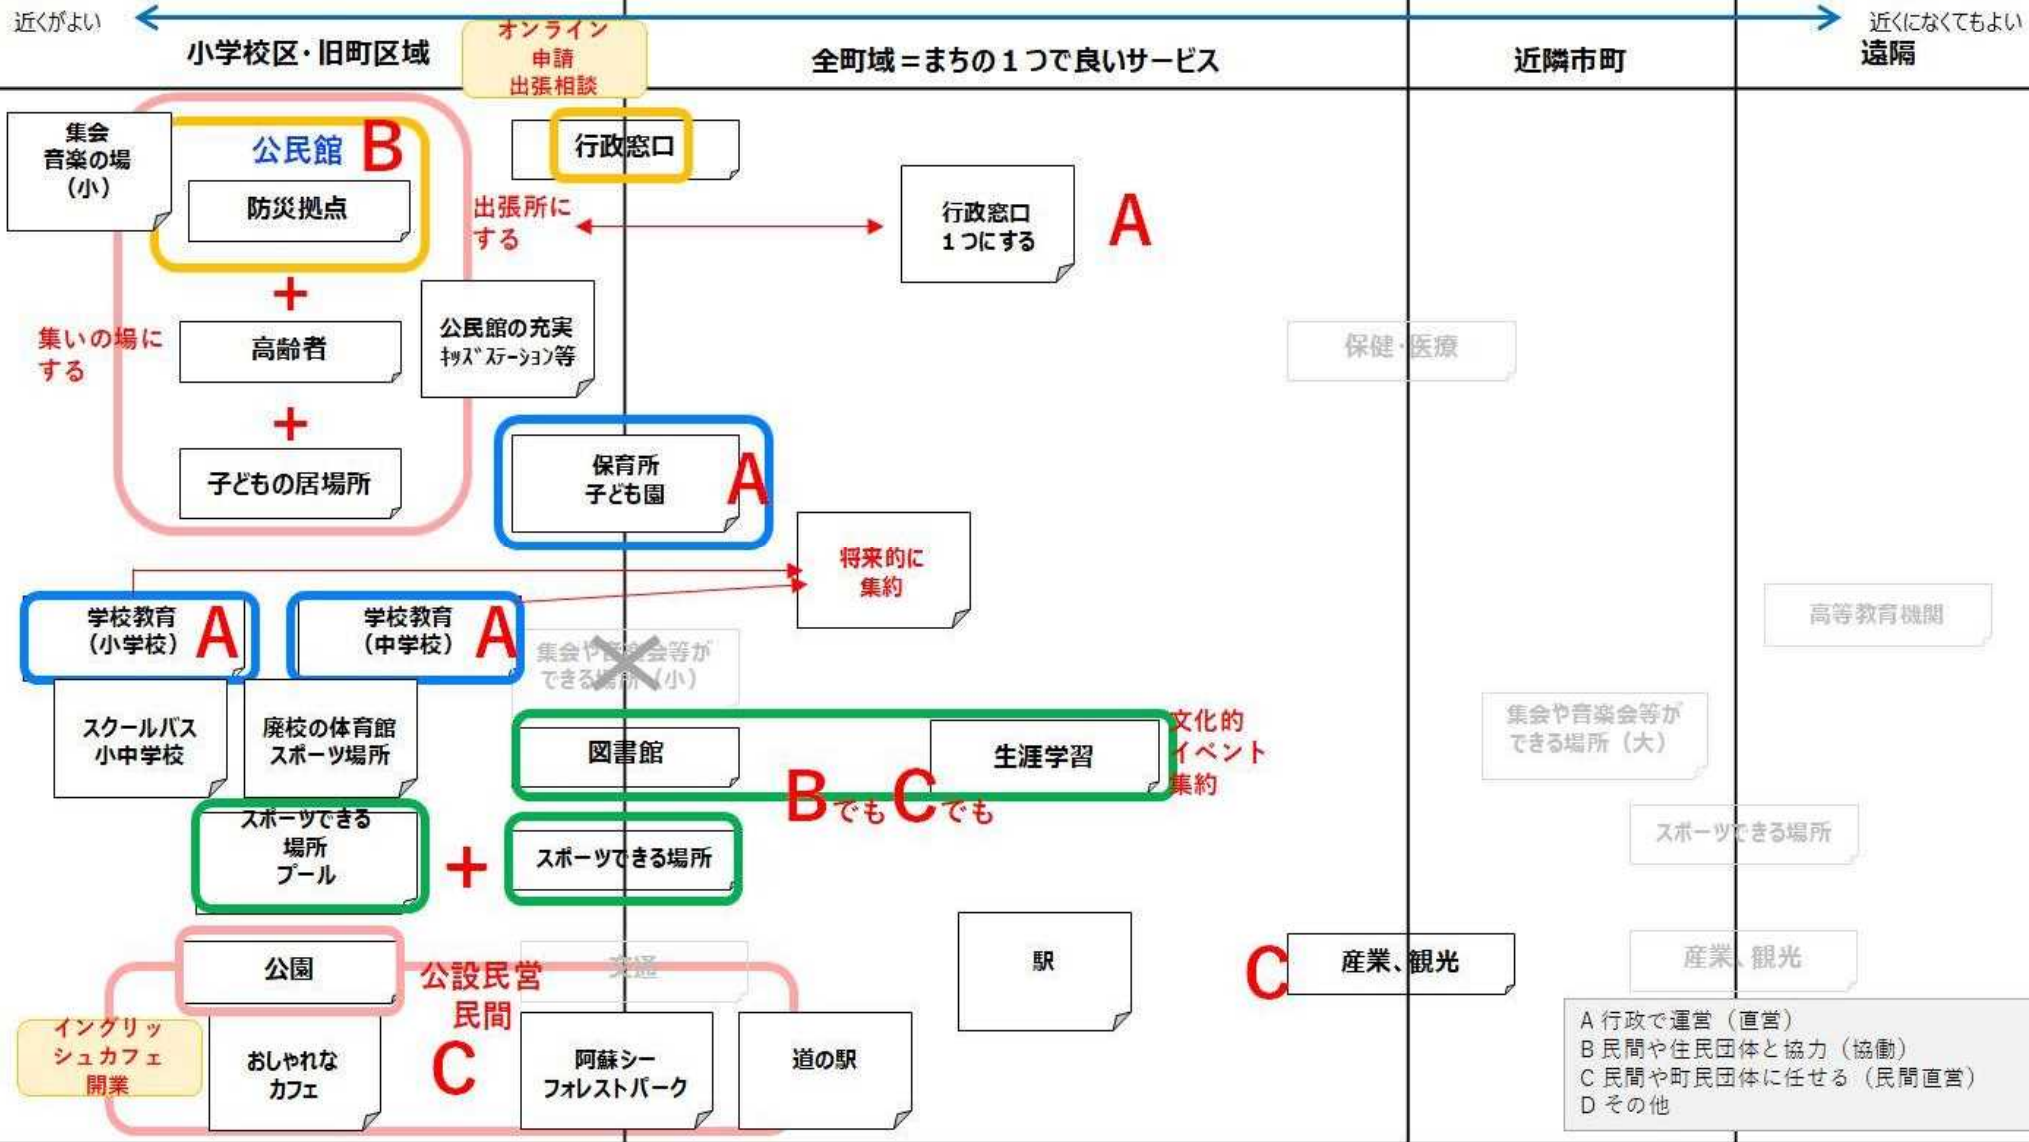 近くがよい
近くになくてもよい
小学校区・旧町区域
オンライン
申請
出張相談
全町域＝まちの１つで良いサービス
近隣市町
遠隔
集会
音楽の場
（小）
公民館
B
防災拠点
行政窓口
出張所に
する
行政窓口
１つにする
A
＋
集いの場に
する
高齢者
公民館の充実
ｷｯｽﾞｽﾃｰｼｮﾝ等
保健・医療
＋
子どもの居場所
保育所
子ども園
A
将来的に
集約
学校教育
（小学校）
A
学校教育
（中学校）
A
高等教育機関
集会や音楽会等が
できる場所（小）
スクールバス
小中学校
廃校の体育館
スポーツ場所
図書館
生涯学習
文化的
イベント
集約
BでもCでも
集会や音楽会等が
できる場所（大）
スポーツできる
場所
プール
＋
スポーツできる場所
スポーツできる場所
公園
公設民営
民間
C
交通
駅
C
産業、観光
産業、観光
イングリッ
シュカフェ
開業
おしゃれな
カフェ
阿蘇シー
フォレストパーク
道の駅
A 行政で運営（直営）
B 民間や住民団体と協力（協働）
C 民間や町民団体に任せる（民間直営）
D その他